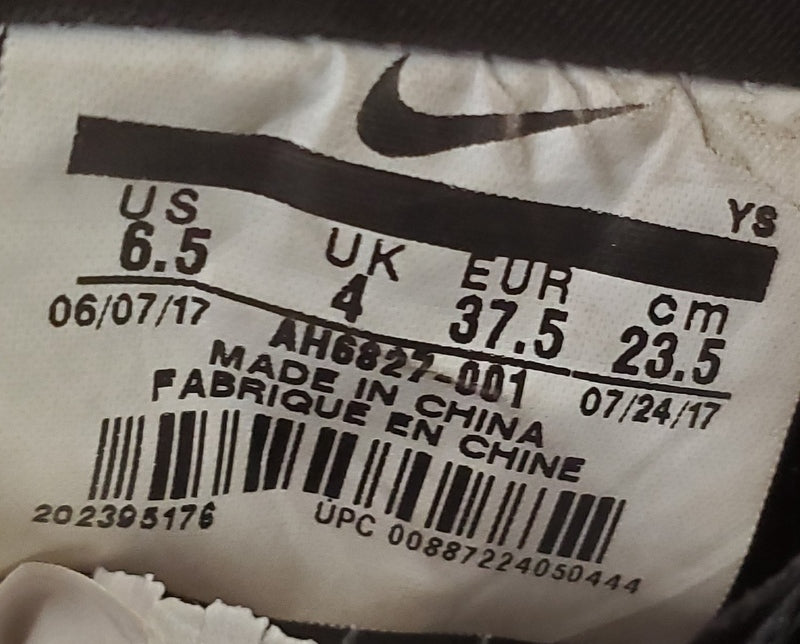 YS
US UK EUR cm
6.5 4 37.5 23.5
06/07/17 AH6827-001 07/24/17
MADE IN CHINA
FABRIQUE EN CHINE
202395176 UPC 00887224050444